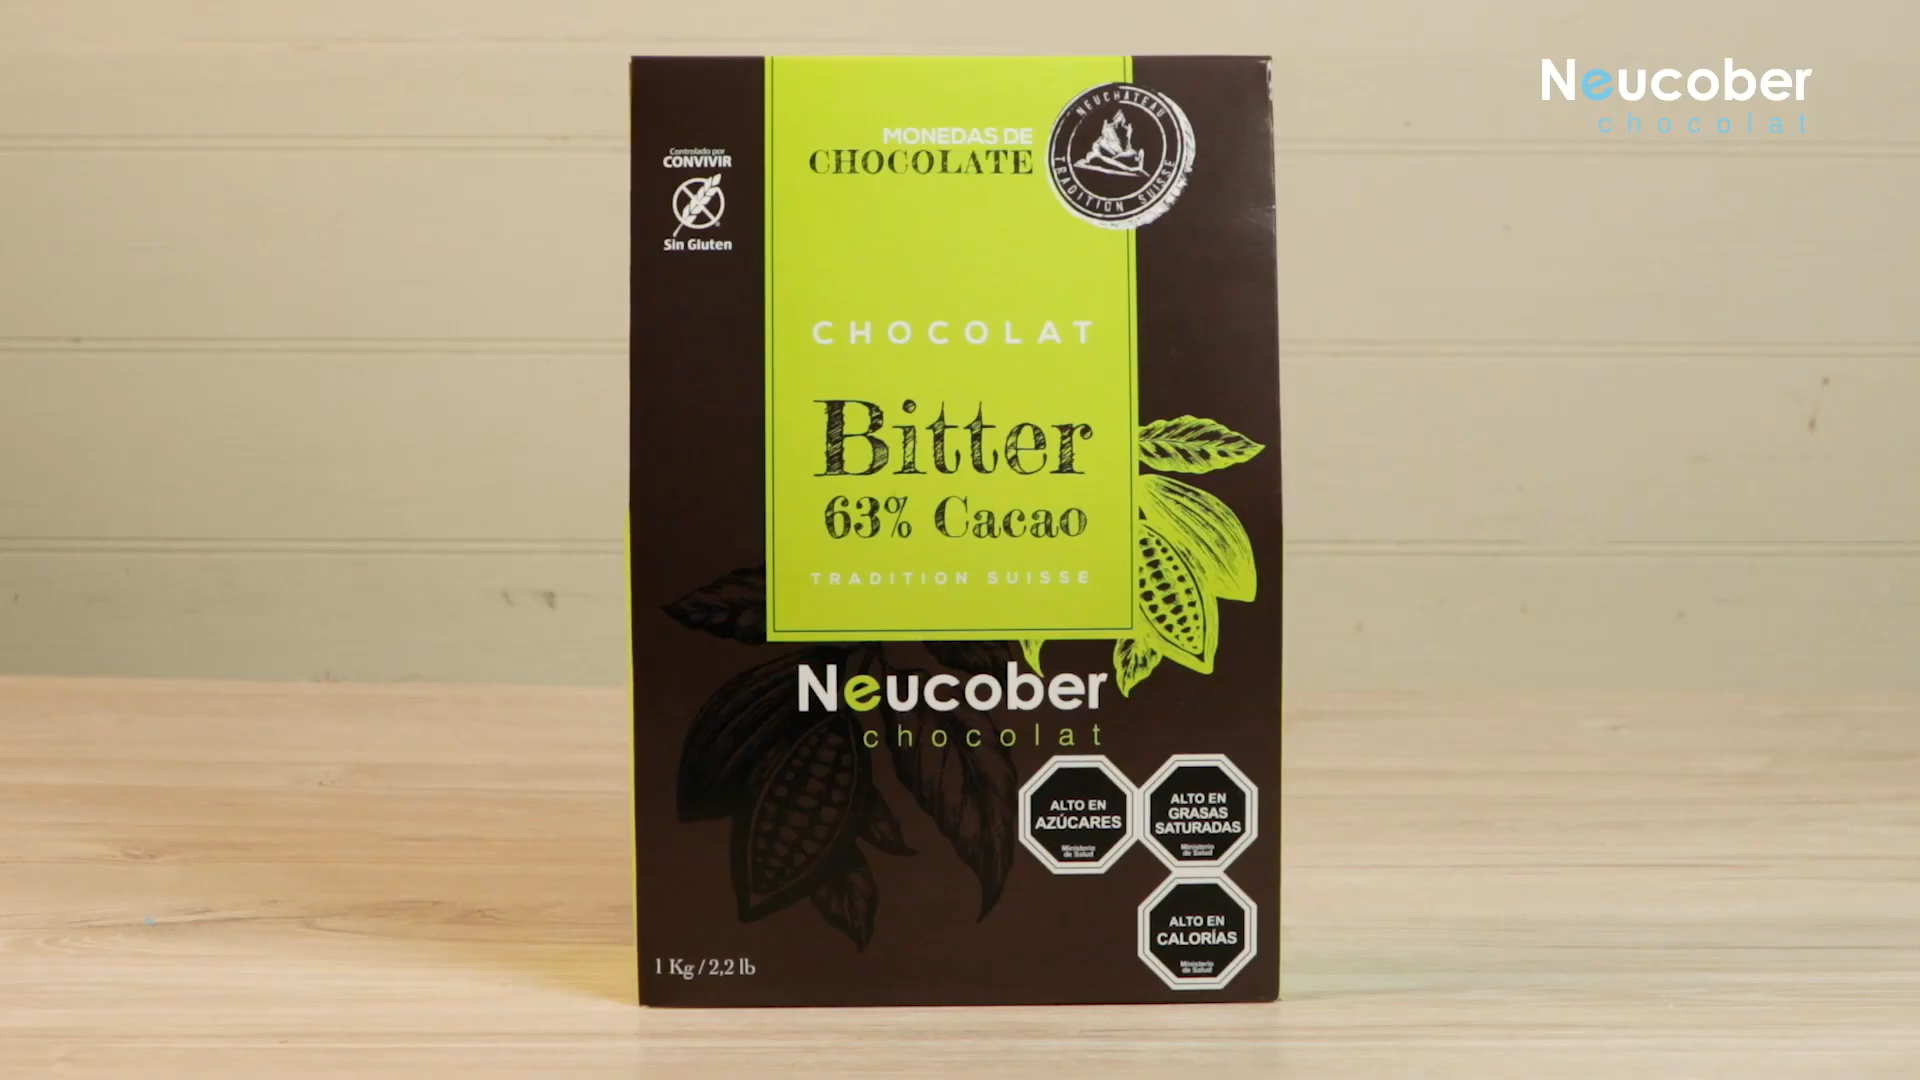 Neucober
chocolat
Controlado por
CONVIVIR
Sin Gluten
MONEDAS DE
CHOCOLATE
NEUCHATEAU
TRADITION SUISSE
CHOCOLAT
Bitter
63% Cacao
TRADITION SUISSE
Neucober
chocolat
ALTO EN
AZÚCARES
Ministerio
de Salud
ALTO EN
GRASAS
SATURADAS
Ministerio
de Salud
ALTO EN
CALORÍAS
Ministerio
de Salud
1 Kg / 2,2 lb